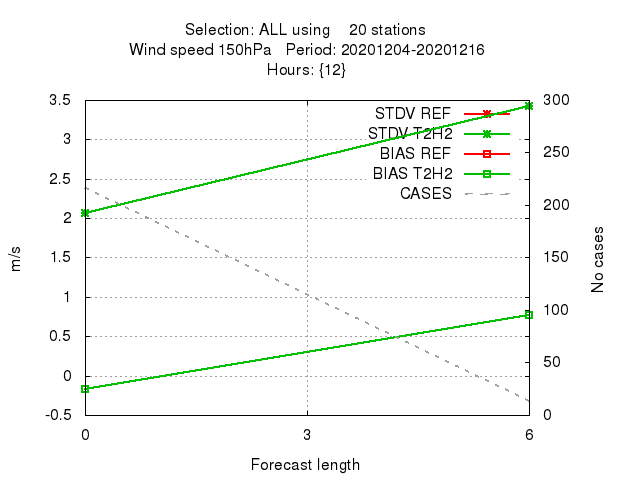 Selection: ALL using 20 stations
Wind speed 150hPa Period: 20201204-20201216
Hours: {12}
3.5
3
2.5
2
1.5
1
0.5
0
-0.5
m/s
STDV REF
STDV T2H2
BIAS REF
BIAS T2H2
CASES
300
250
200
150
100
50
0
No cases
0 3 6
Forecast length